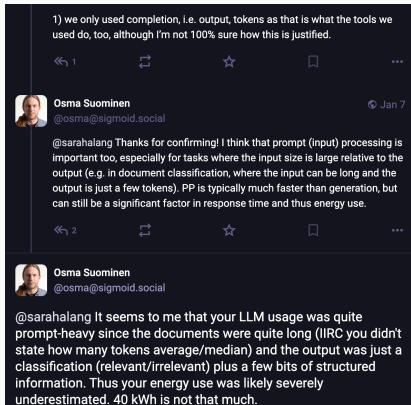 1) we only used completion, i.e. output, tokens as that is what the tools we
used do, too, although I'm not 100% sure how this is justified.
1
Osma Suominen
Jan 7
@osma@sigmoid.social
@sarahalang Thanks for confirming! I think that prompt (input) processing is
important too, especially for tasks where the input size is large relative to the
output (e.g. in document classification, where the input can be long and the
output is just a few tokens). PP is typically much faster than generation, but
can still be a significant factor in response time and thus energy use.
2
Osma Suominen
@osma@sigmoid.social
@sarahalang It seems to me that your LLM usage was quite
prompt-heavy since the documents were quite long (IIRC you didn't
state how many tokens average/median) and the output was just a
classification (relevant/irrelevant) plus a few bits of structured
information. Thus your energy use was likely severely
underestimated. 40 kWh is not that much.